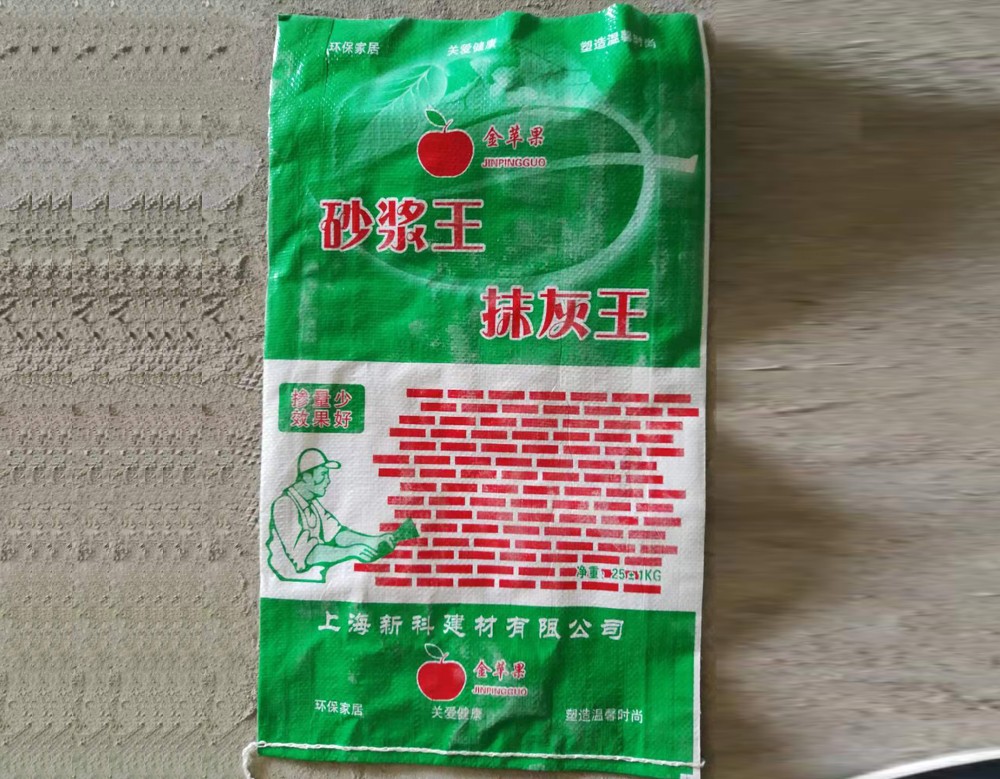 环保家居 关爱健康 塑造温馨时尚
金苹果
JINPINGGUO
砂浆王
抹灰王
掺量少
效果好
净重:25±1KG
上海新科建材有限公司
金苹果
JINPINGGUO
环保家居 关爱健康 塑造温馨时尚